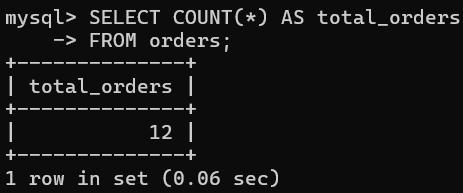 mysql> SELECT COUNT(*) AS total_orders
    -> FROM orders;
+--------------+
| total_orders |
+--------------+
|           12 |
+--------------+
1 row in set (0.06 sec)